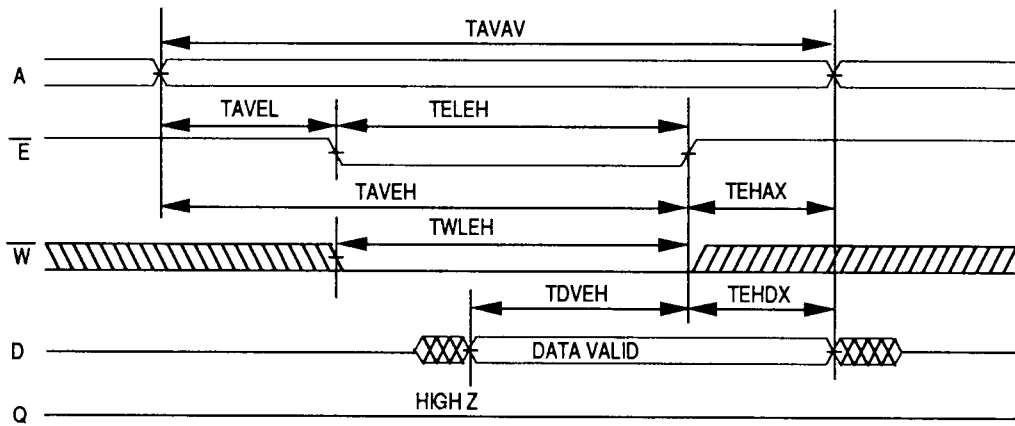 TAVAV
A
TAVEL TELEH
E
TAVEH TEHAX
W TWLEH
TDVEH TEHDX
D DATA VALID
HIGH Z
Q